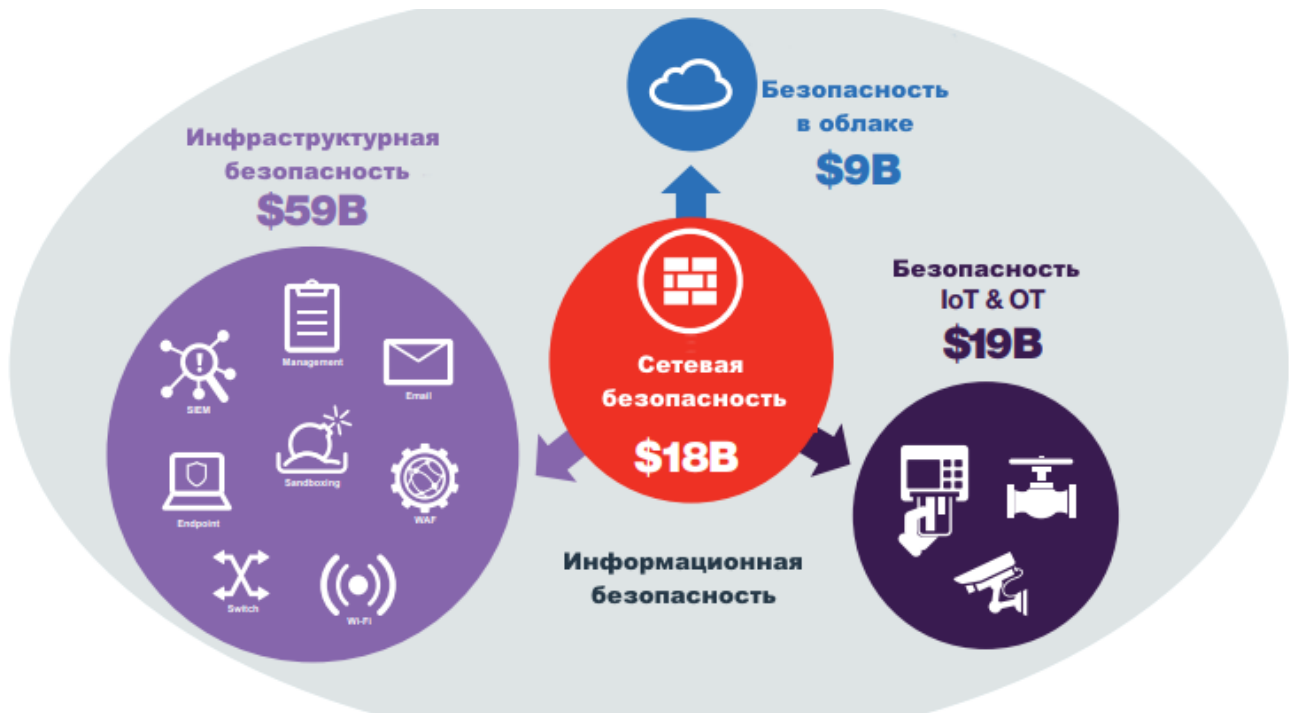 Безопасность
в облаке
$9B
Инфраструктурная
безопасность
$59B
Management
SIEM
Email
Sandboxing
Endpoint
WAF
Switch
Wi-Fi
Сетевая
безопасность
$18B
Безопасность
IoT & OT
$19B
Информационная
безопасность